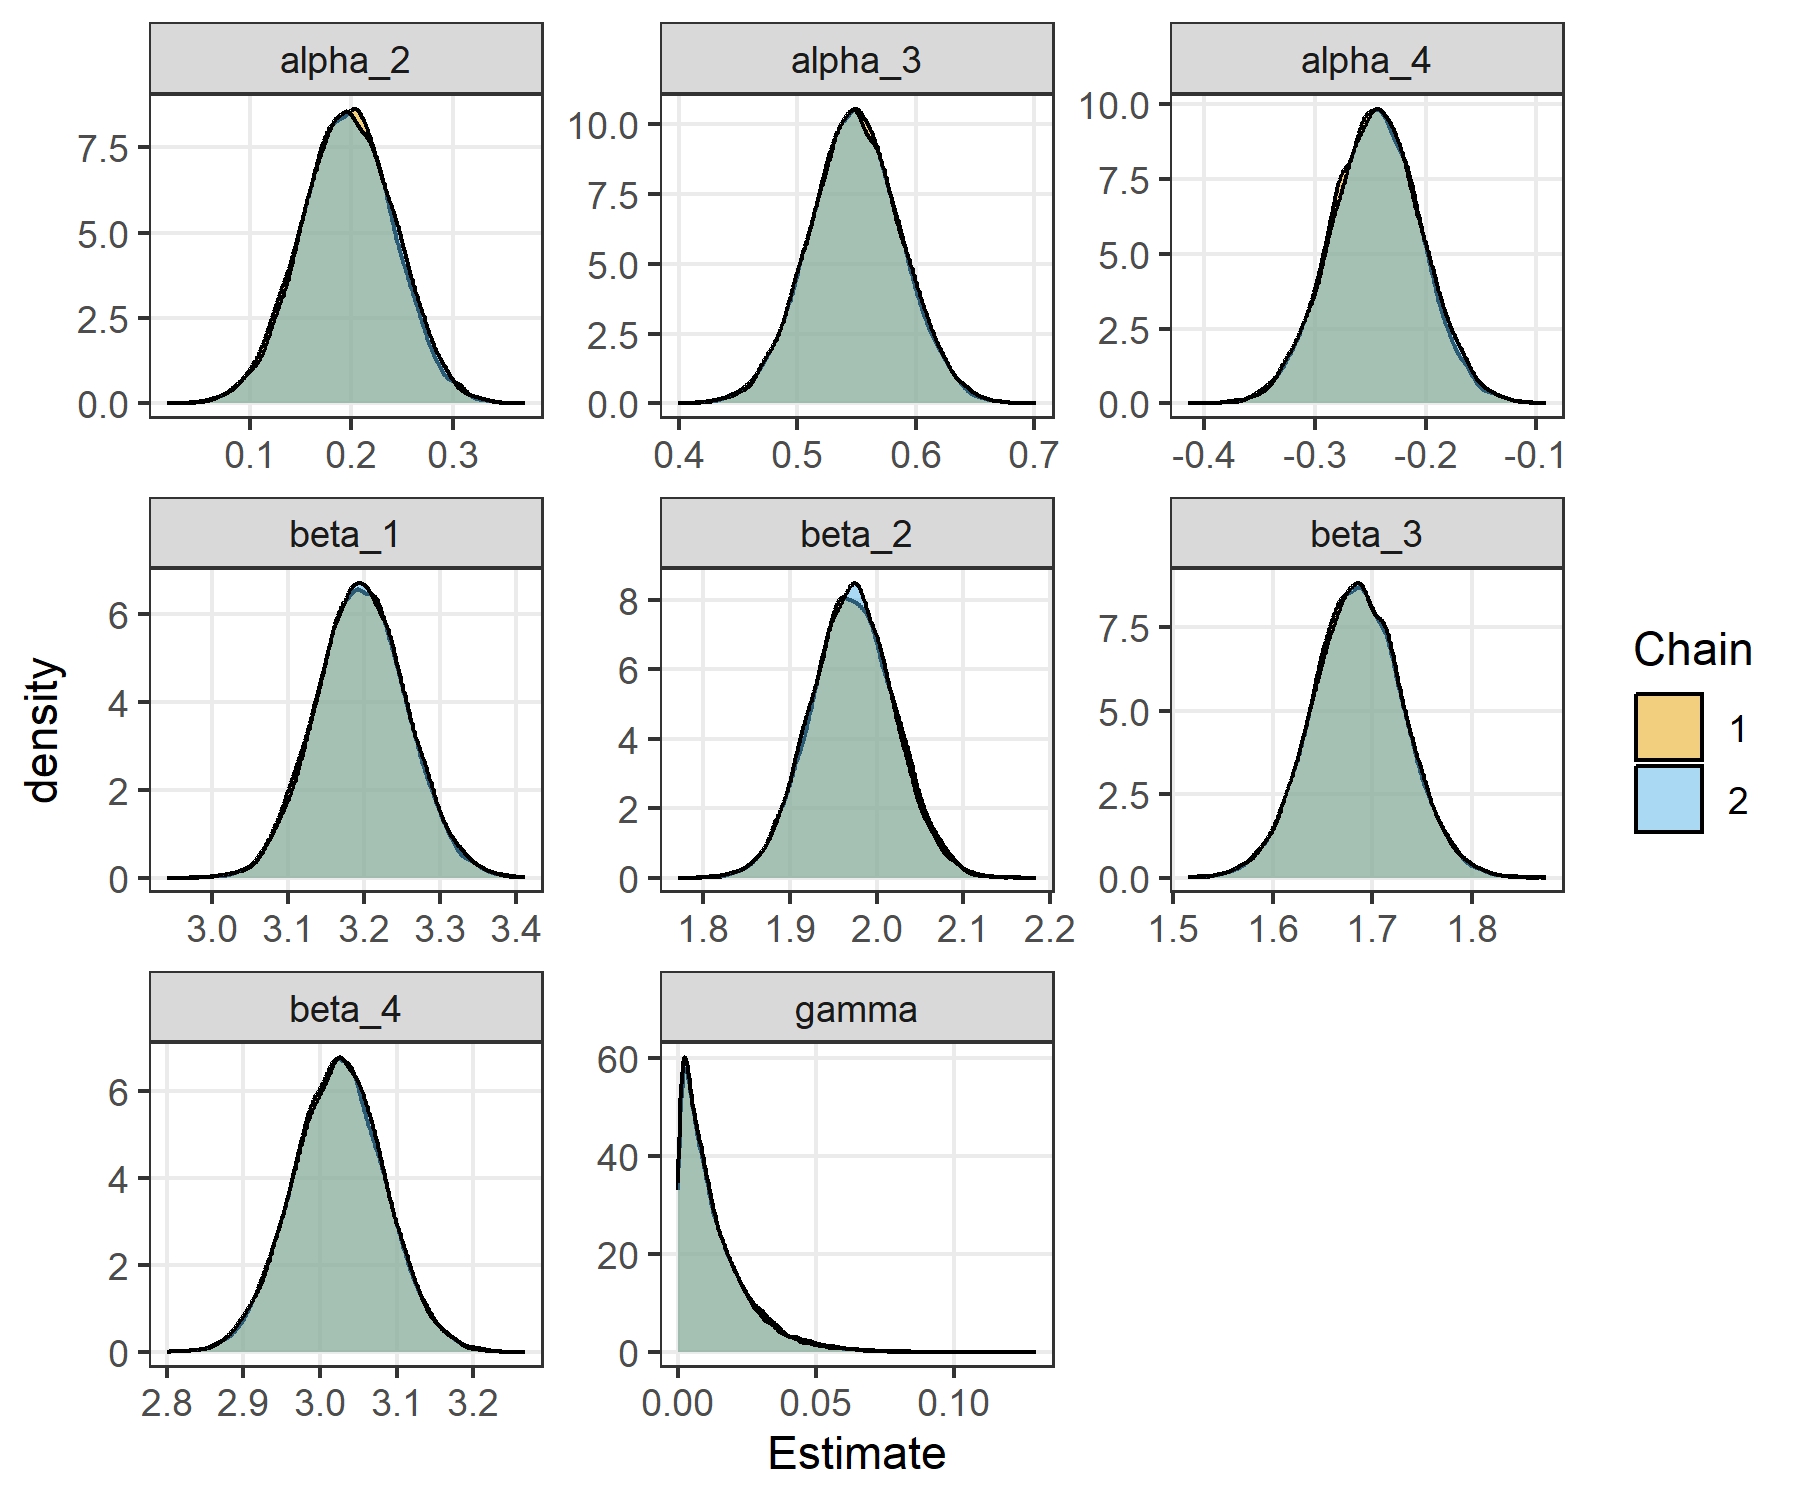 alpha_2 alpha_3 alpha_4
7.5 5.0 2.5 0.0
10.0 7.5 5.0 2.5 0.0
10.0 7.5 5.0 2.5 0.0
0.1 0.2 0.3
0.4 0.5 0.6 0.7
-0.4 -0.3 -0.2 -0.1
beta_1 beta_2 beta_3
6 4 2 0
8 6 4 2 0
7.5 5.0 2.5 0.0
3.0 3.1 3.2 3.3 3.4
1.8 1.9 2.0 2.1 2.2
1.5 1.6 1.7 1.8
beta_4 gamma
6 4 2 0
60 40 20 0
2.8 2.9 3.0 3.1 3.2
0.00 0.05 0.10
density
Estimate
Chain
1
2